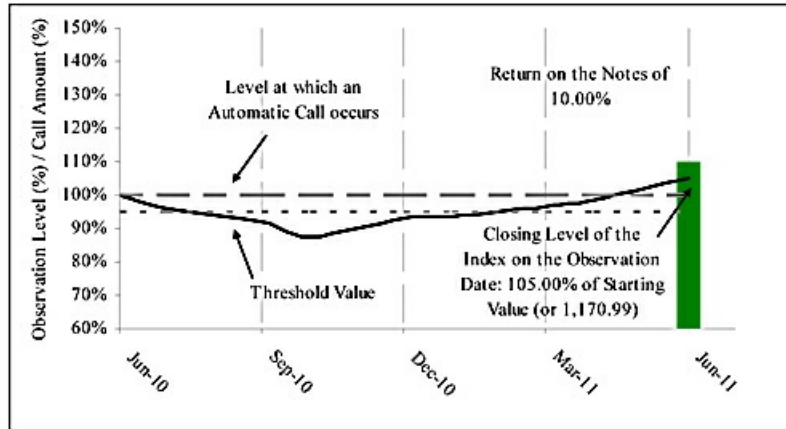 150%
140%
130%
120%
110%
100%
90%
80%
70%
60%
Observation Level (%) / Call Amount (%)
Level at which an
Automatic Call occurs
Return on the Notes of
10.00%
Threshold Value
Closing Level of the
Index on the Observation
Date: 105.00% of Starting
Value (or 1,170.99)
Jun-10
Sep-10
Dec-10
Mar-11
Jun-11